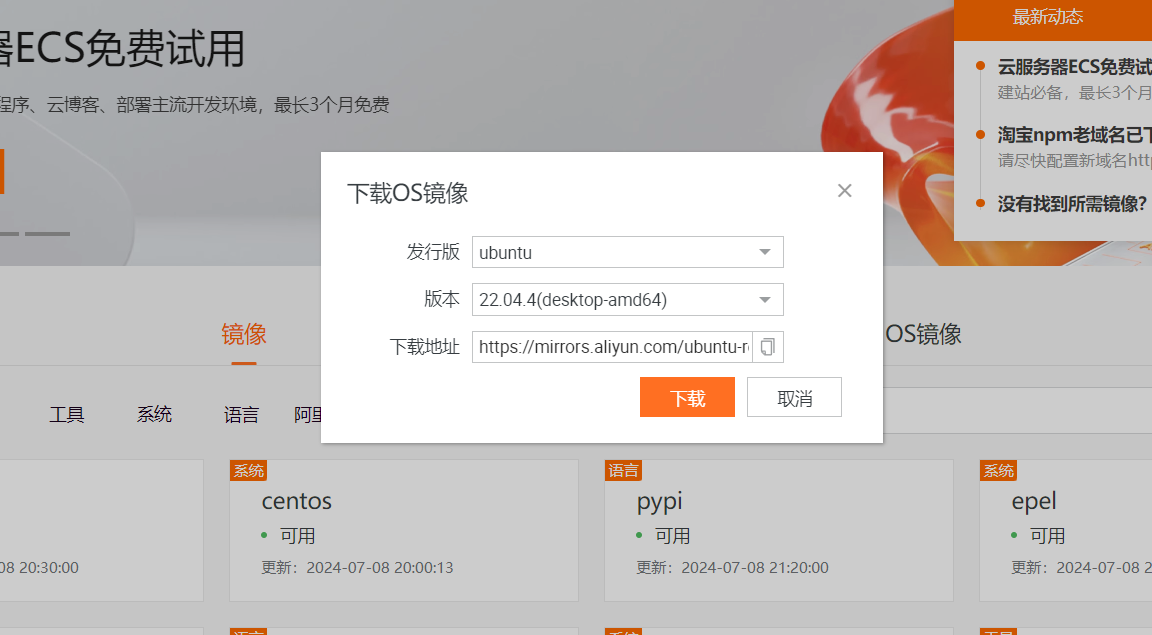 器ECS免费试用
程序、云博客、部署主流开发环境，最长3个月免费
最新动态
云服务器ECS免费试
建站必备，最长3个月
淘宝npm老域名已下
请尽快配置新域名http
没有找到所需镜像？
下载OS镜像
发行版 ubuntu
版本 22.04.4(desktop-amd64)
下载地址 https://mirrors.aliyun.com/ubuntu-r
下载 取消
镜像 OS镜像
工具 系统 语言 阿里
系统 语言 系统
centos pypi epel
可用 可用 可用
08 20:30:00 更新：2024-07-08 20:00:13 更新：2024-07-08 21:20:00 更新：2024-07-08 2